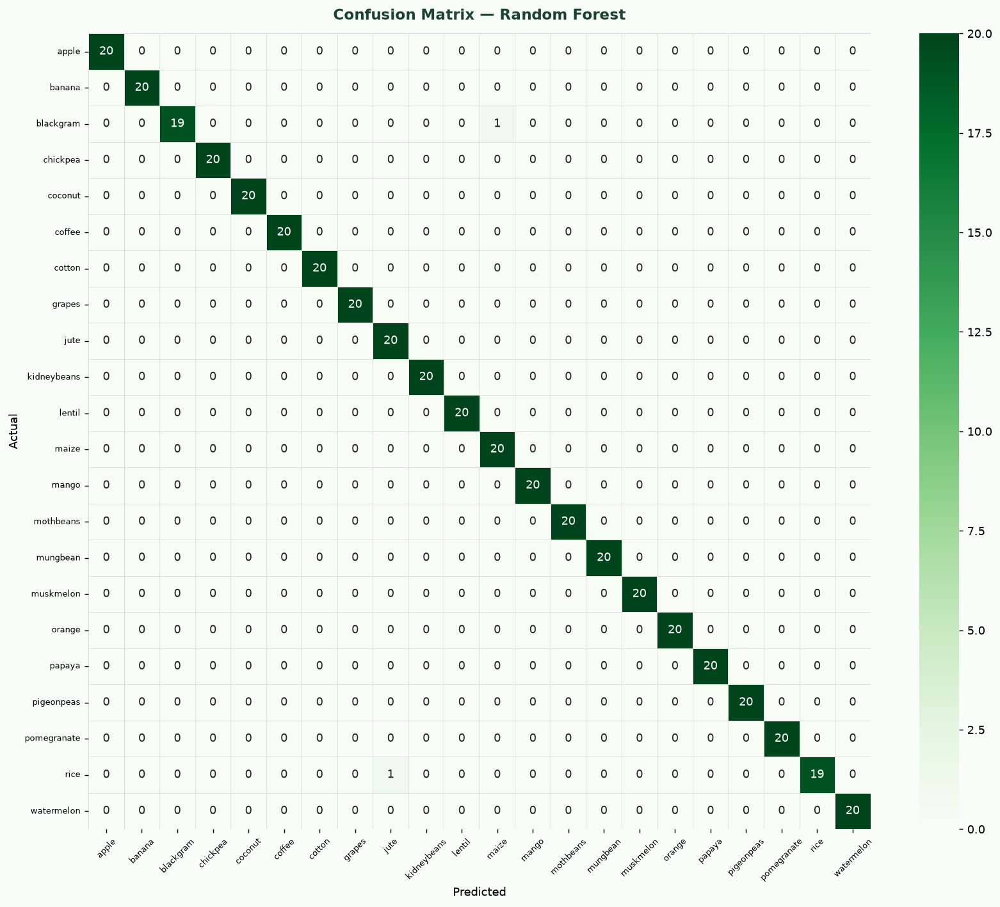 Confusion Matrix — Random Forest
apple 20 0 0 0 0 0 0 0 0 0 0 0 0 0 0 0 0 0 0 0 0 0
banana 0 20 0 0 0 0 0 0 0 0 0 0 0 0 0 0 0 0 0 0 0 0
blackgram 0 0 19 0 0 0 0 0 0 0 0 1 0 0 0 0 0 0 0 0 0 0
chickpea 0 0 0 20 0 0 0 0 0 0 0 0 0 0 0 0 0 0 0 0 0 0
coconut 0 0 0 0 20 0 0 0 0 0 0 0 0 0 0 0 0 0 0 0 0 0
coffee 0 0 0 0 0 20 0 0 0 0 0 0 0 0 0 0 0 0 0 0 0 0
cotton 0 0 0 0 0 0 20 0 0 0 0 0 0 0 0 0 0 0 0 0 0 0
grapes 0 0 0 0 0 0 0 20 0 0 0 0 0 0 0 0 0 0 0 0 0 0
jute 0 0 0 0 0 0 0 0 20 0 0 0 0 0 0 0 0 0 0 0 0 0
kidneybeans 0 0 0 0 0 0 0 0 0 20 0 0 0 0 0 0 0 0 0 0 0 0
lentil 0 0 0 0 0 0 0 0 0 0 20 0 0 0 0 0 0 0 0 0 0 0
maize 0 0 0 0 0 0 0 0 0 0 0 20 0 0 0 0 0 0 0 0 0 0
mango 0 0 0 0 0 0 0 0 0 0 0 0 20 0 0 0 0 0 0 0 0 0
mothbeans 0 0 0 0 0 0 0 0 0 0 0 0 0 20 0 0 0 0 0 0 0 0
mungbean 0 0 0 0 0 0 0 0 0 0 0 0 0 0 20 0 0 0 0 0 0 0
muskmelon 0 0 0 0 0 0 0 0 0 0 0 0 0 0 0 20 0 0 0 0 0 0
orange 0 0 0 0 0 0 0 0 0 0 0 0 0 0 0 0 20 0 0 0 0 0
papaya 0 0 0 0 0 0 0 0 0 0 0 0 0 0 0 0 0 20 0 0 0 0
pigeonpeas 0 0 0 0 0 0 0 0 0 0 0 0 0 0 0 0 0 0 20 0 0 0
pomegranate 0 0 0 0 0 0 0 0 0 0 0 0 0 0 0 0 0 0 0 20 0 0
rice 0 0 0 0 0 0 0 0 1 0 0 0 0 0 0 0 0 0 0 0 19 0
watermelon 0 0 0 0 0 0 0 0 0 0 0 0 0 0 0 0 0 0 0 0 0 20
apple banana blackgram chickpea coconut coffee cotton grapes jute kidneybeans lentil maize mango mothbeans mungbean muskmelon orange papaya pigeonpeas pomegranate rice watermelon
Predicted
Actual
20.0
17.5
15.0
12.5
10.0
7.5
5.0
2.5
0.0